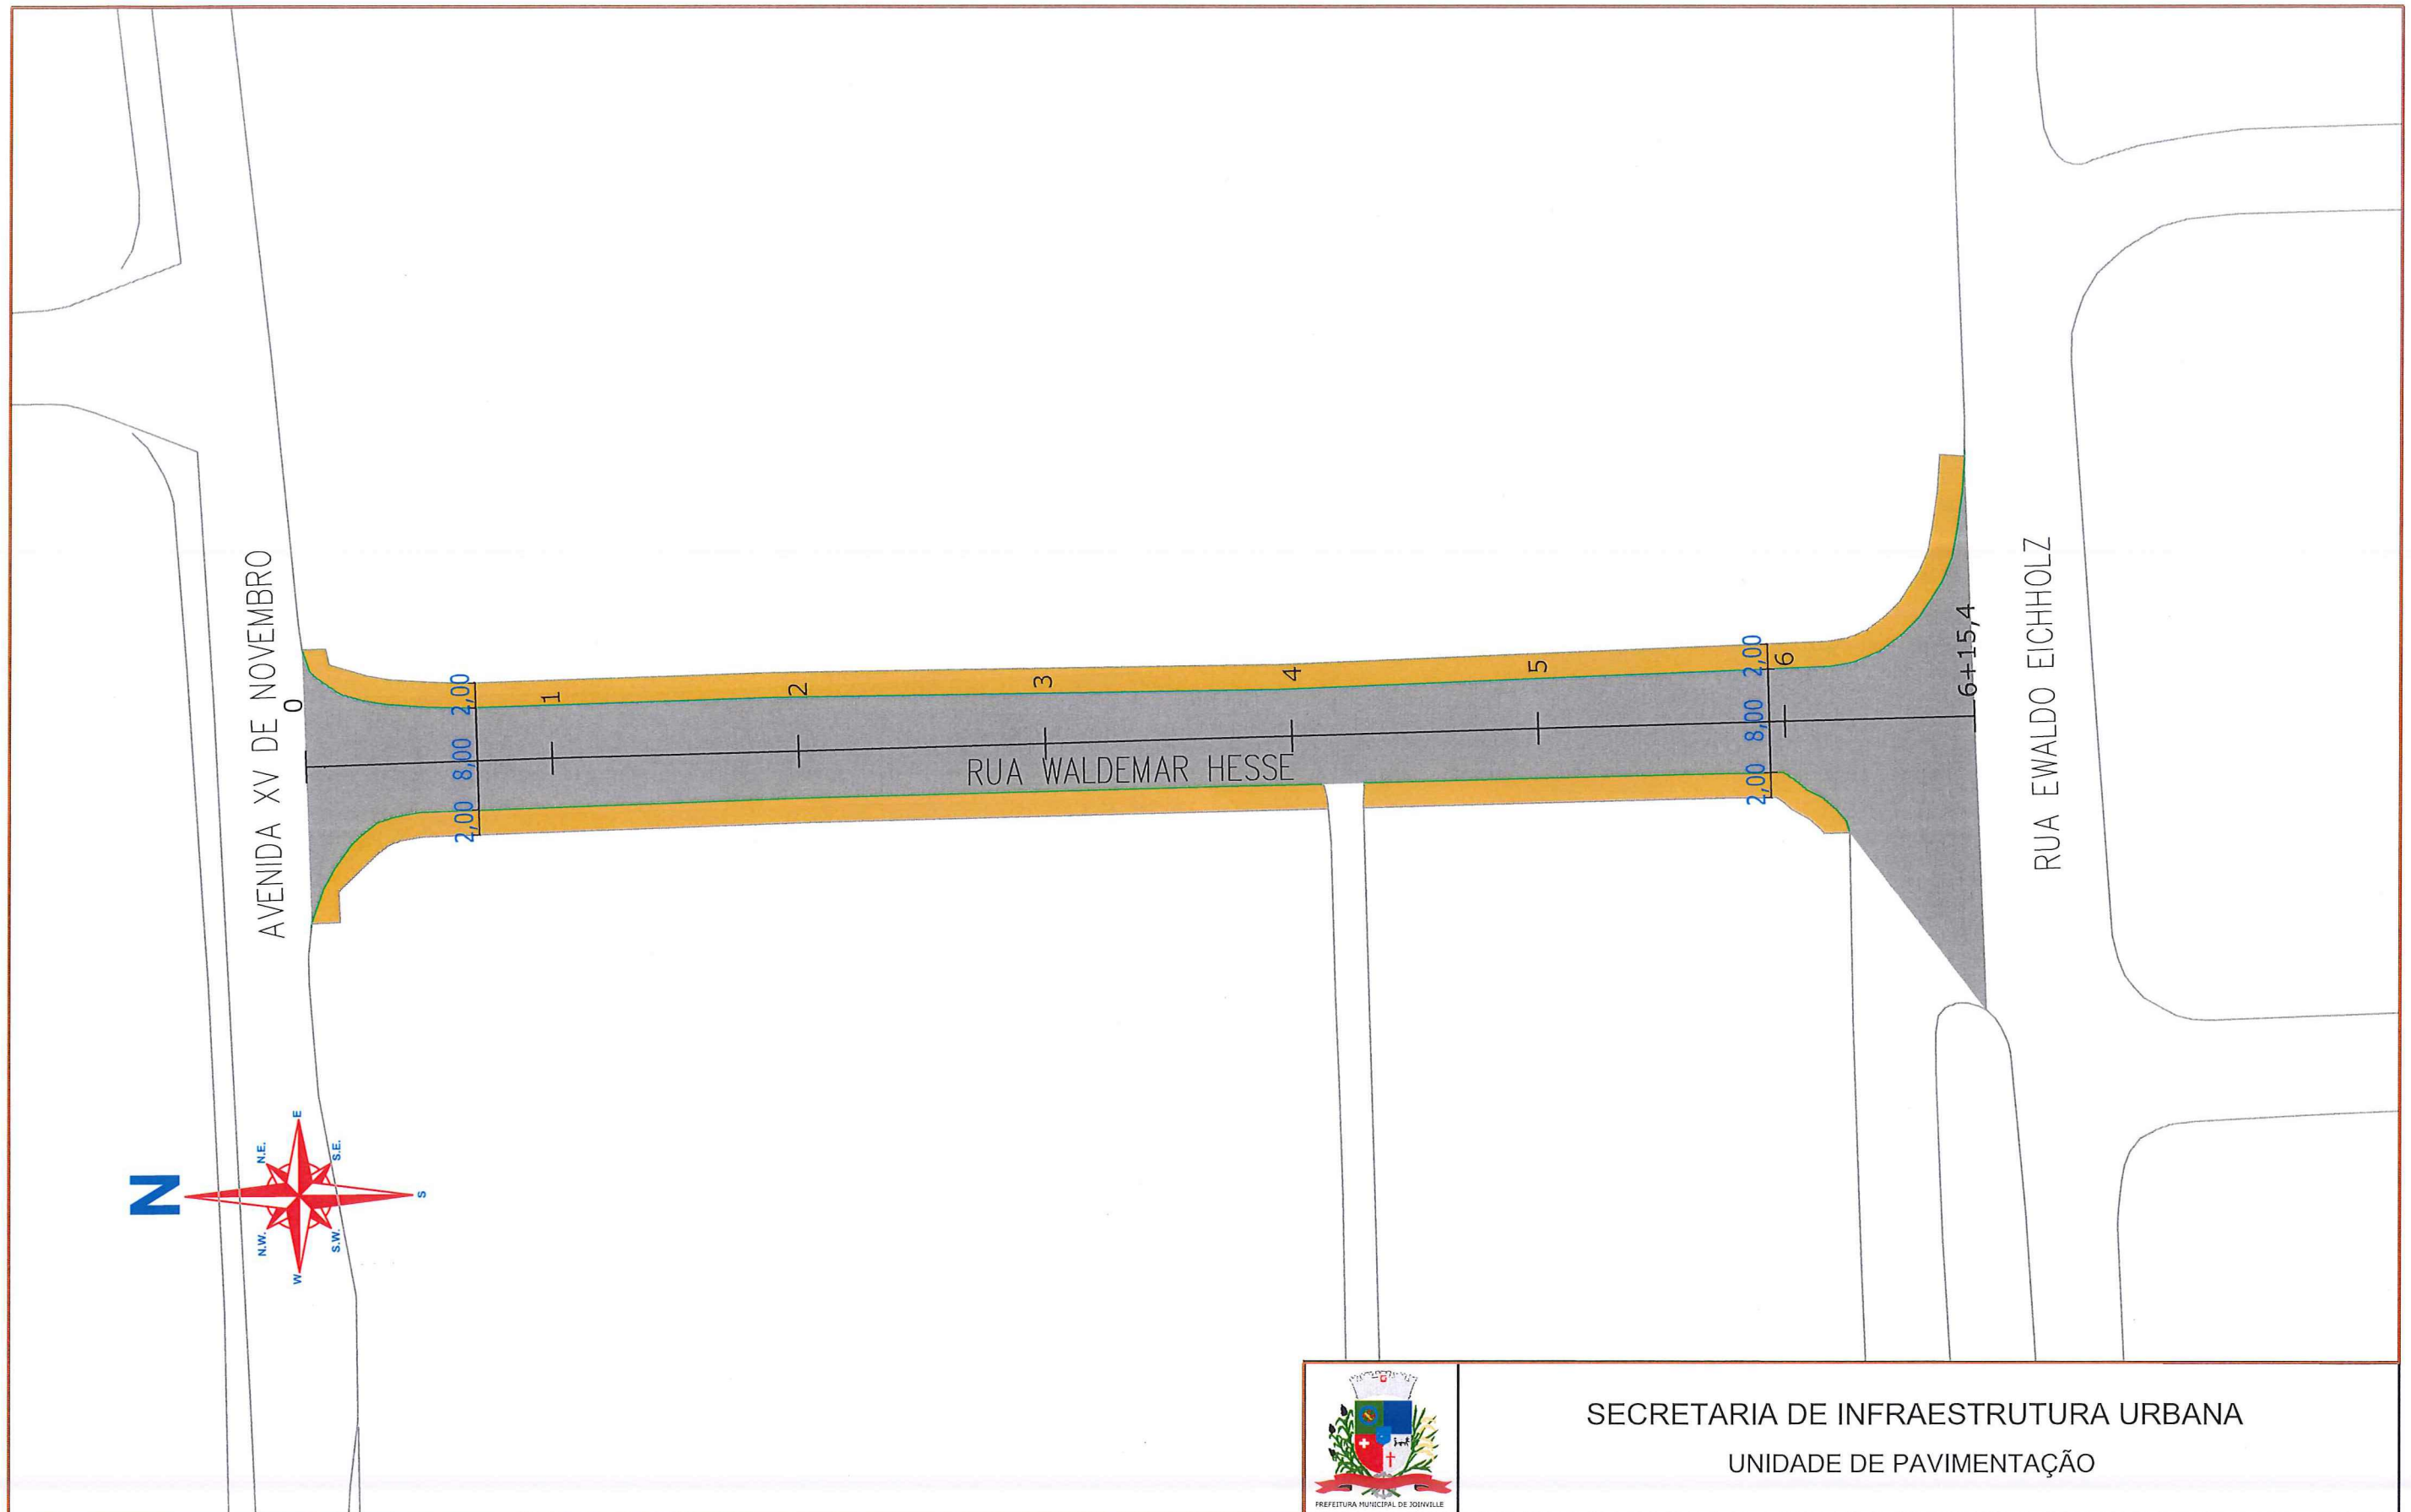 AVENIDA XV DE NOVEMBRO
0
2,00
8,00
2,00
1
2
3
4
5
RUA WALDEMAR HESSE
2,00
8,00
2,00
6
6+15,4
RUA EWALDO EICHHOLZ
N
E
N.E.
S.E.
S
N.W.
S.W.
W
PREFEITURA MUNICIPAL DE JOINVILLE
SECRETARIA DE INFRAESTRUTURA URBANA
UNIDADE DE PAVIMENTAÇÃO